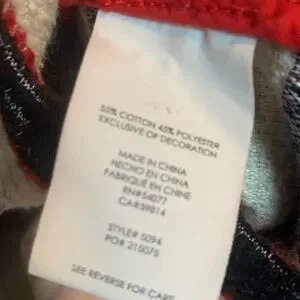 55% COTTON 45% POLYESTER
EXCLUSIVE OF DECORATION
MADE IN CHINA
HECHO EN CHINA
FABRIQUÉ EN CHINE
RN#54077
CA#59814
STYLE# 5094
PO# 215075
SEE REVERSE FOR CARE